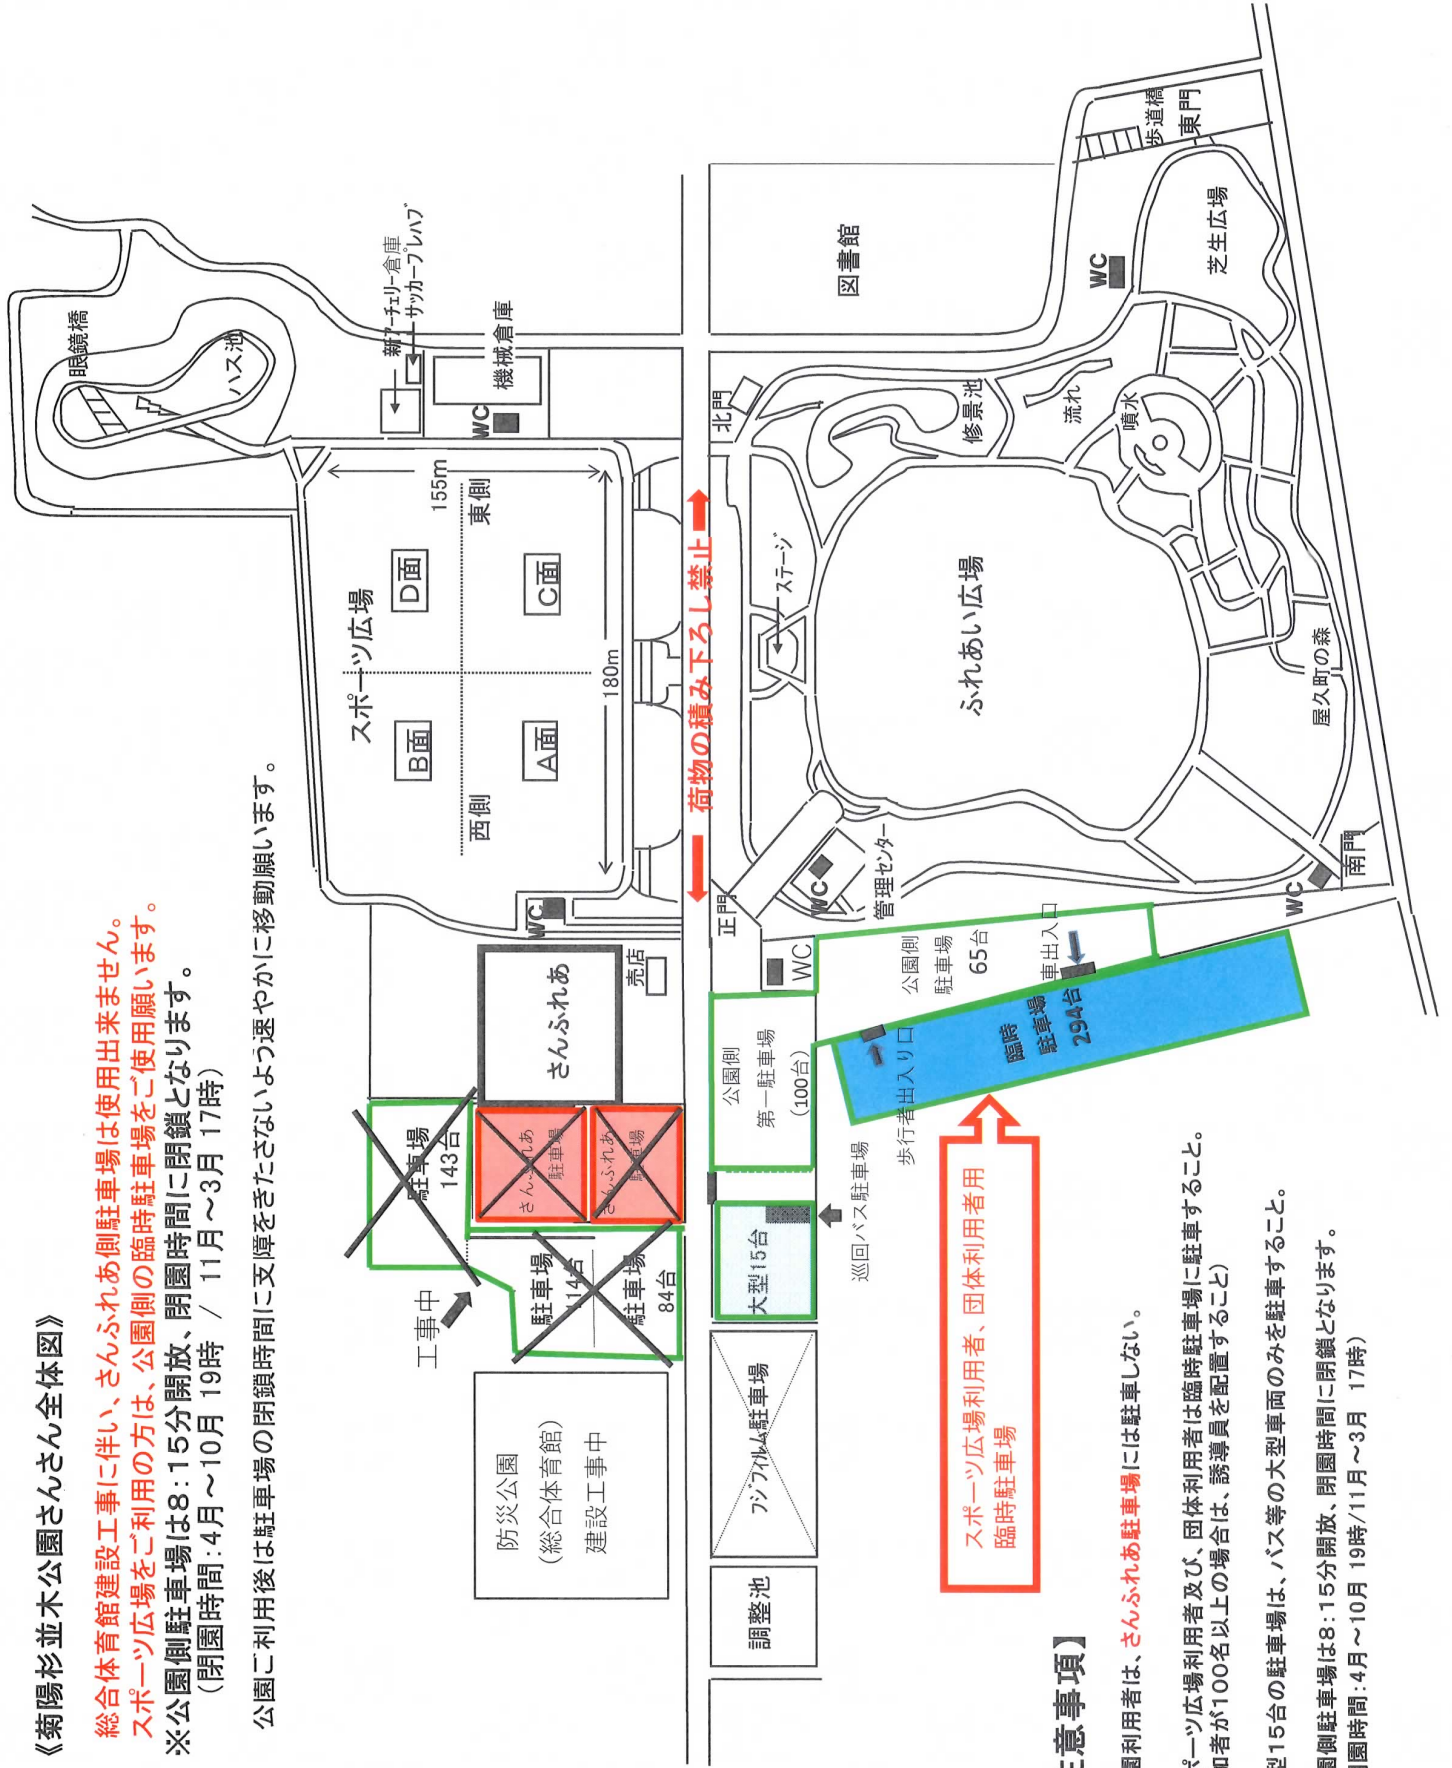 《菊陽杉並木公園さんさん全体図》
総合体育館建設工事に伴い、さんふれあ側駐車場は使用出来ません。
スポーツ広場をご利用の方は、公園側の臨時駐車場をご使用願います。
※公園側駐車場は8:15分開放、閉園時間に閉鎖となります。
(閉園時間:4月~10月 19時 / 11月~3月 17時)
公園ご利用後は駐車場の閉鎖時間に支障をきたさないよう速やかに移動願います。
眼鏡橋
ハス池
新アーチェリー倉庫
サッカープレハブ
機械倉庫
WC
スポーツ広場
B面
D面
A面
C面
西側
東側
155m
180m
WC
さんふれあ
売店
駐車場
143台
さんふれあ
駐車場
さんふれあ
駐車場
駐車場
114台
駐車場
84台
工事中
防災公園
(総合体育館)
建設工事中
荷物の積み下ろし禁止
調整池
フジフィルム駐車場
大型15台
巡回バス駐車場
公園側
第一駐車場
(100台)
WC
正門
公園側
駐車場
65台
車出入口
歩行者出入り口
臨時
駐車場
294台
スポーツ広場利用者、団体利用者用
臨時駐車場
WC
管理センター
ステージ
ふれあい広場
北門
修景池
流れ
噴水
図書館
WC
芝生広場
歩道橋
東門
屋久町の森
WC
南門
意事項】
園利用者は、さんふれあ駐車場には駐車しない。
ポーツ広場利用者及び、団体利用者は臨時駐車場に駐車すること。
加者が100名以上の場合は、誘導員を配置すること)
型15台の駐車場は、バス等の大型車両のみを駐車すること。
園側駐車場は8:15分開放、閉園時間に閉鎖となります。
園時間:4月~10月 19時/11月~3月 17時)